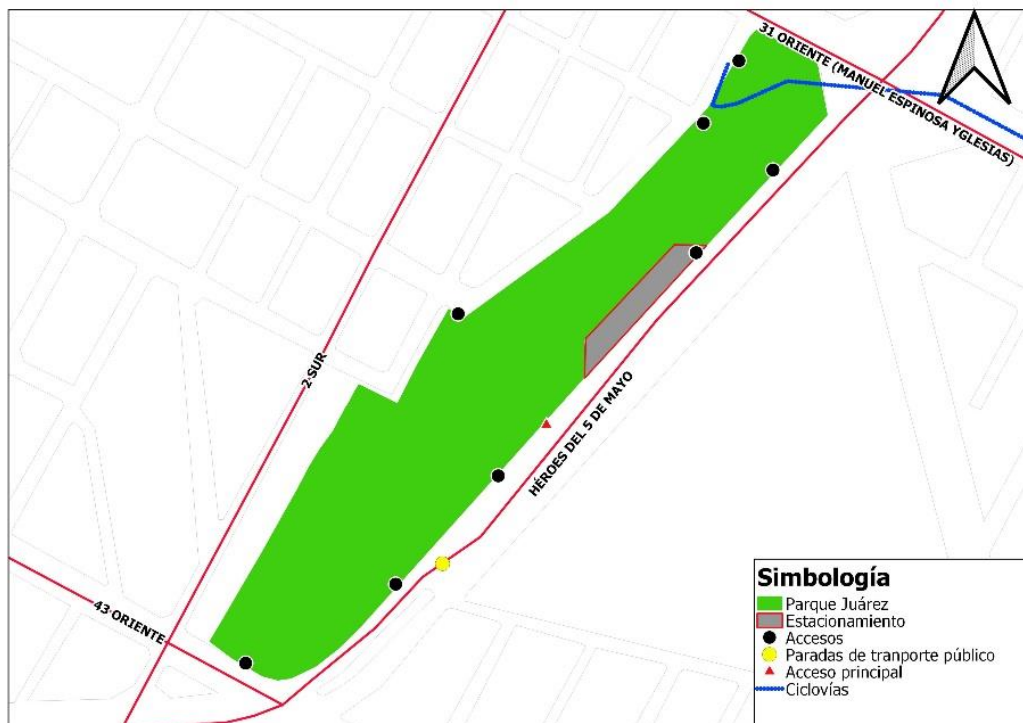 31 ORIENTE (MANUEL ESPINOSA YGLESIAS)
2 SUR
HÉROES DEL 5 DE MAYO
43 ORIENTE
Simbología
Parque Juárez
Estacionamiento
Accesos
Paradas de tranporte público
Acceso principal
Ciclovías